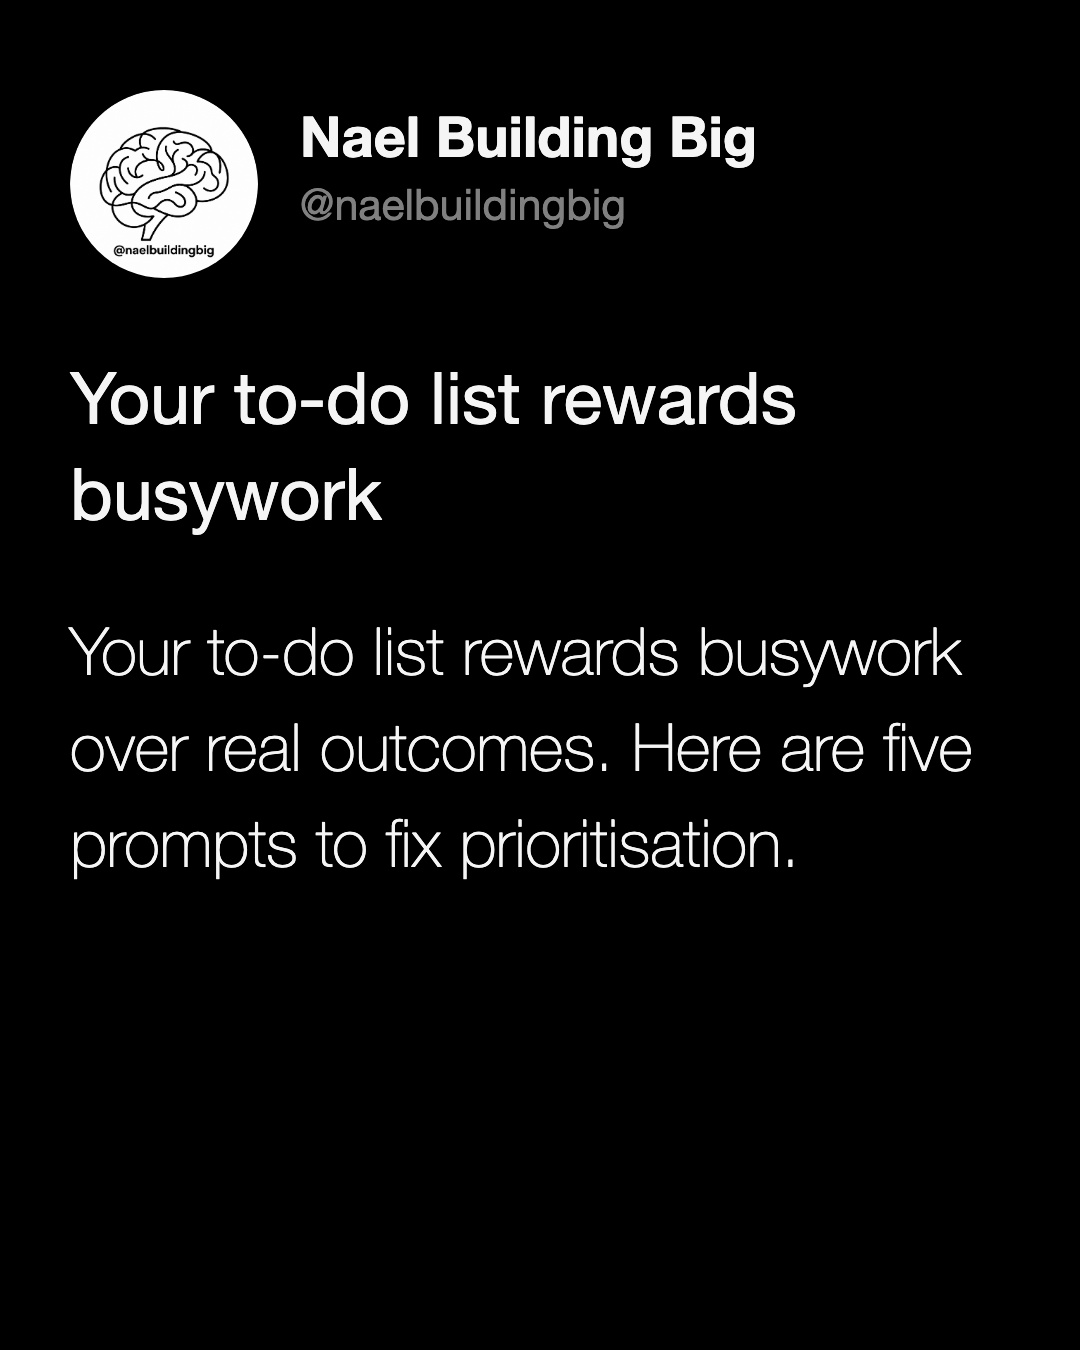 Nael Building Big
@naelbuildingbig
@naelbuildingbig
Your to-do list rewards
busywork
Your to-do list rewards busywork
over real outcomes. Here are five
prompts to fix prioritisation.